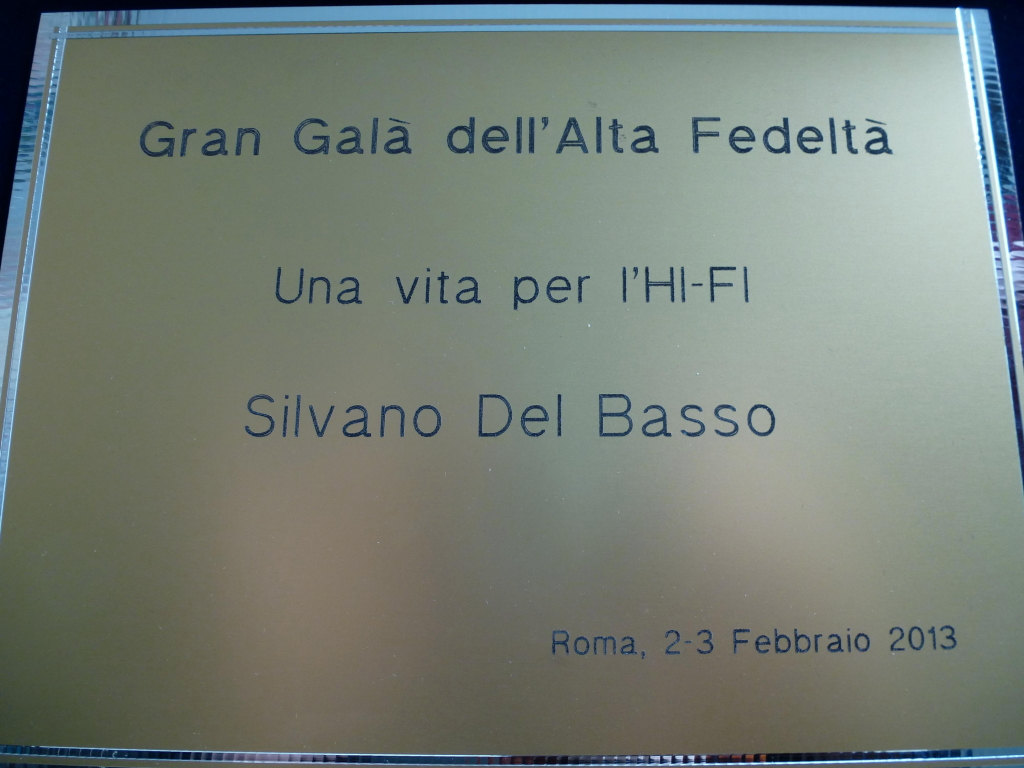 Gran Galà dell'Alta Fedeltà
Una vita per l'HI-FI
Silvano Del Basso
Roma, 2-3 Febbraio 2013